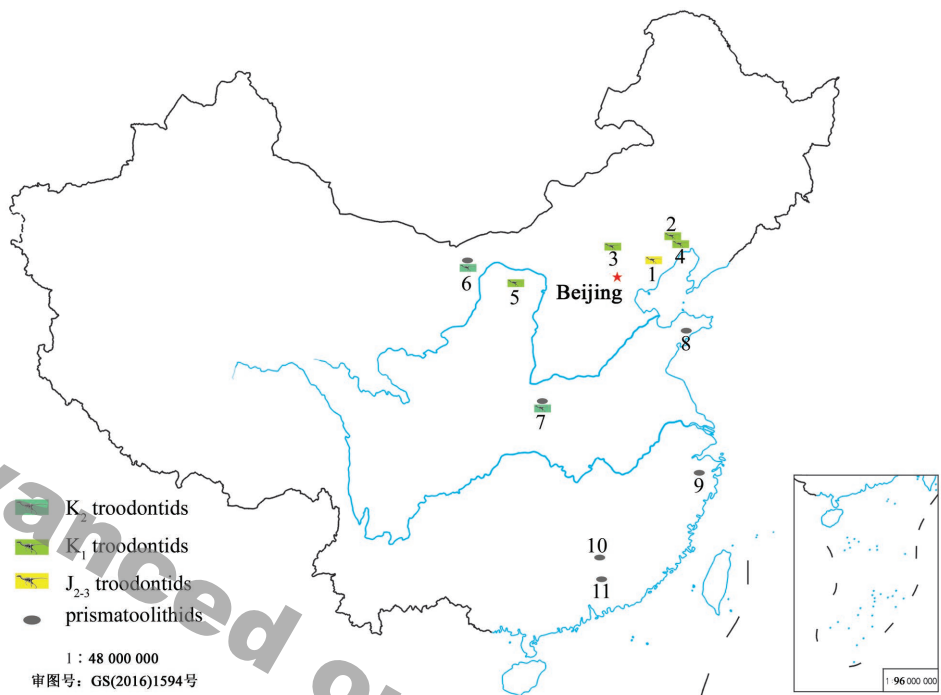 2
3
4
1
6
5
Beijing
8
7
9
10
11
K2 troodontids
K1 troodontids
J2-3 troodontids
prismatoolithids
1：48 000 000
审图号：GS(2016)1594号
1:96 000 000
vanced o